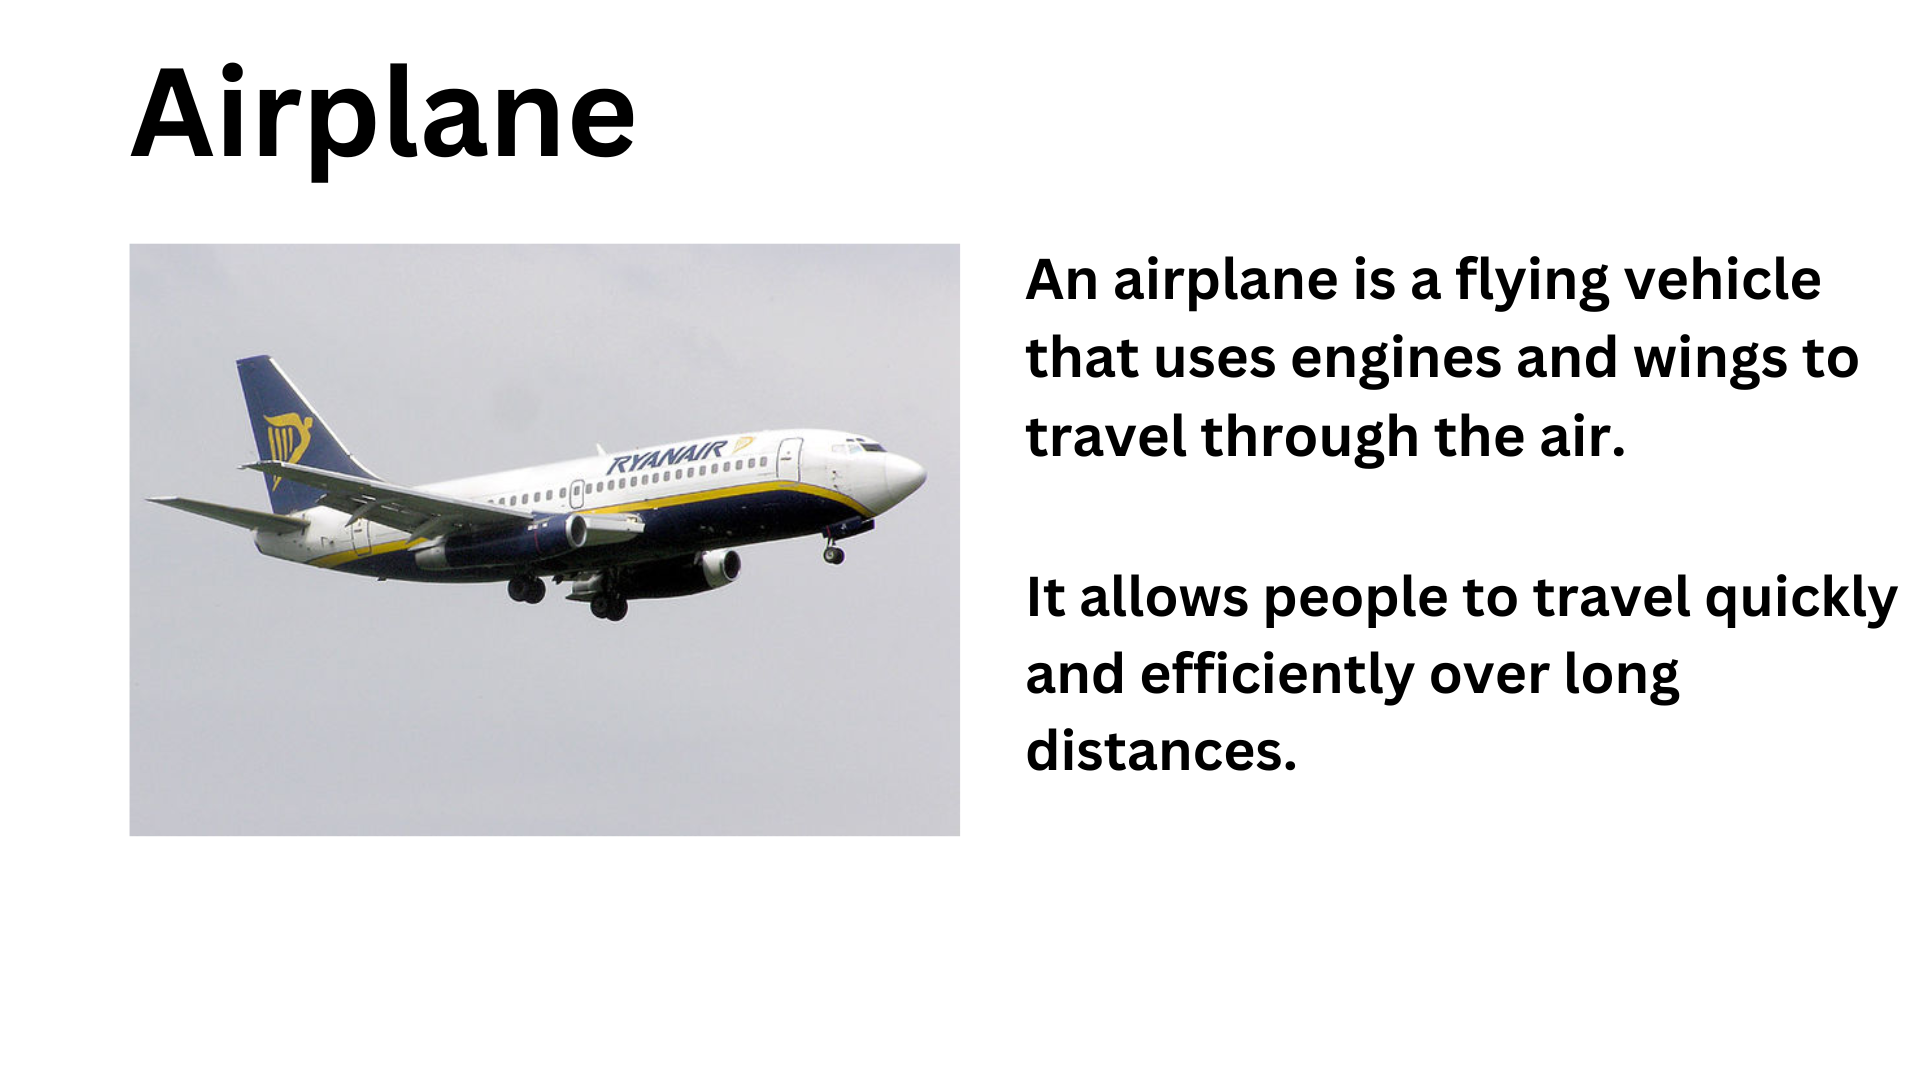 Airplane
RYANAIR
An airplane is a flying vehicle
that uses engines and wings to
travel through the air.
It allows people to travel quickly
and efficiently over long
distances.